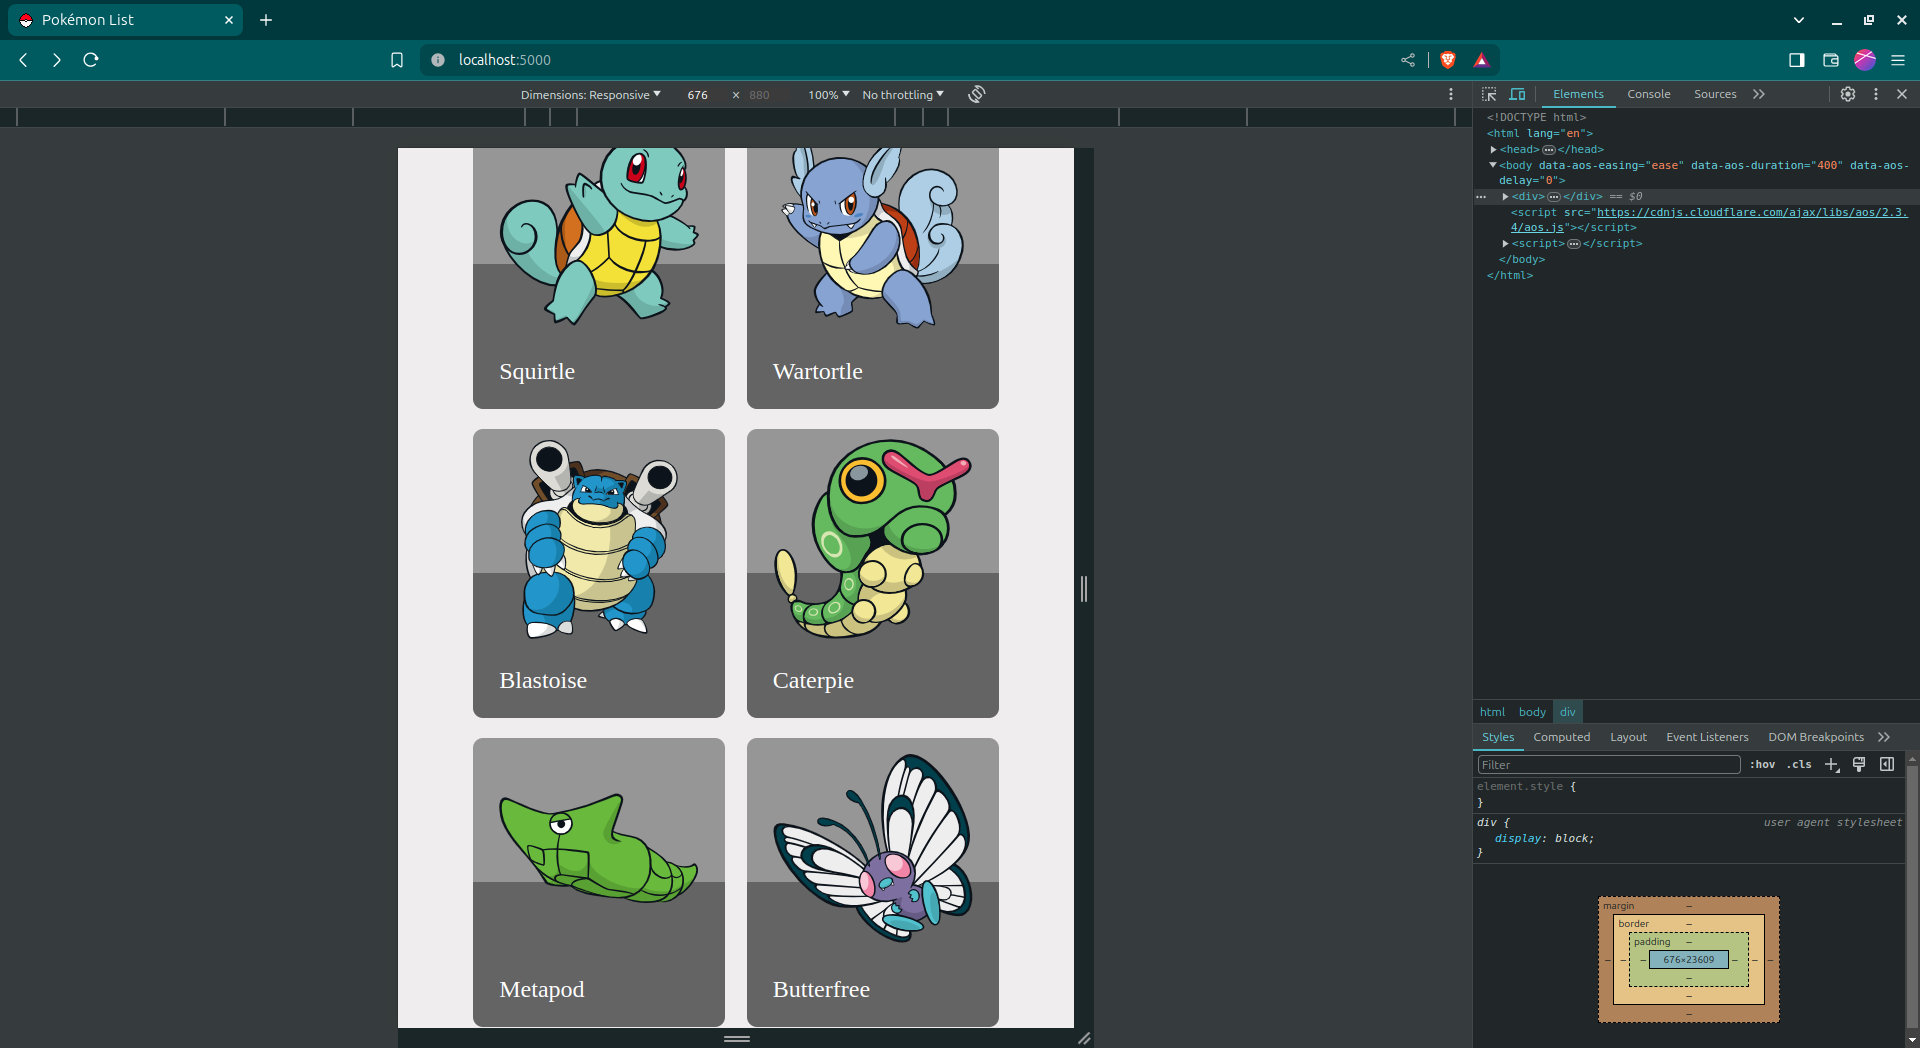 Pokémon List
localhost:5000
Dimensions: Responsive 676 × 880 100% No throttling
Elements Console Sources
<!DOCTYPE html>
<html lang="en">
<head> ••• </head>
<body data-aos-easing="ease" data-aos-duration="400" data-aos-
delay="0">
••• <div> ••• </div> == $0
<script src="https://cdnjs.cloudflare.com/ajax/libs/aos/2.3.
4/aos.js"></script>
<script> ••• </script>
</body>
</html>
Squirtle
Wartortle
Blastoise
Caterpie
Metapod
Butterfree
html body div
Styles Computed Layout Event Listeners DOM Breakpoints
Filter :hov .cls
element.style {
}
div { user agent stylesheet
display: block;
}
margin –
border –
padding –
– – – 676×23609 – – –
–
–
–